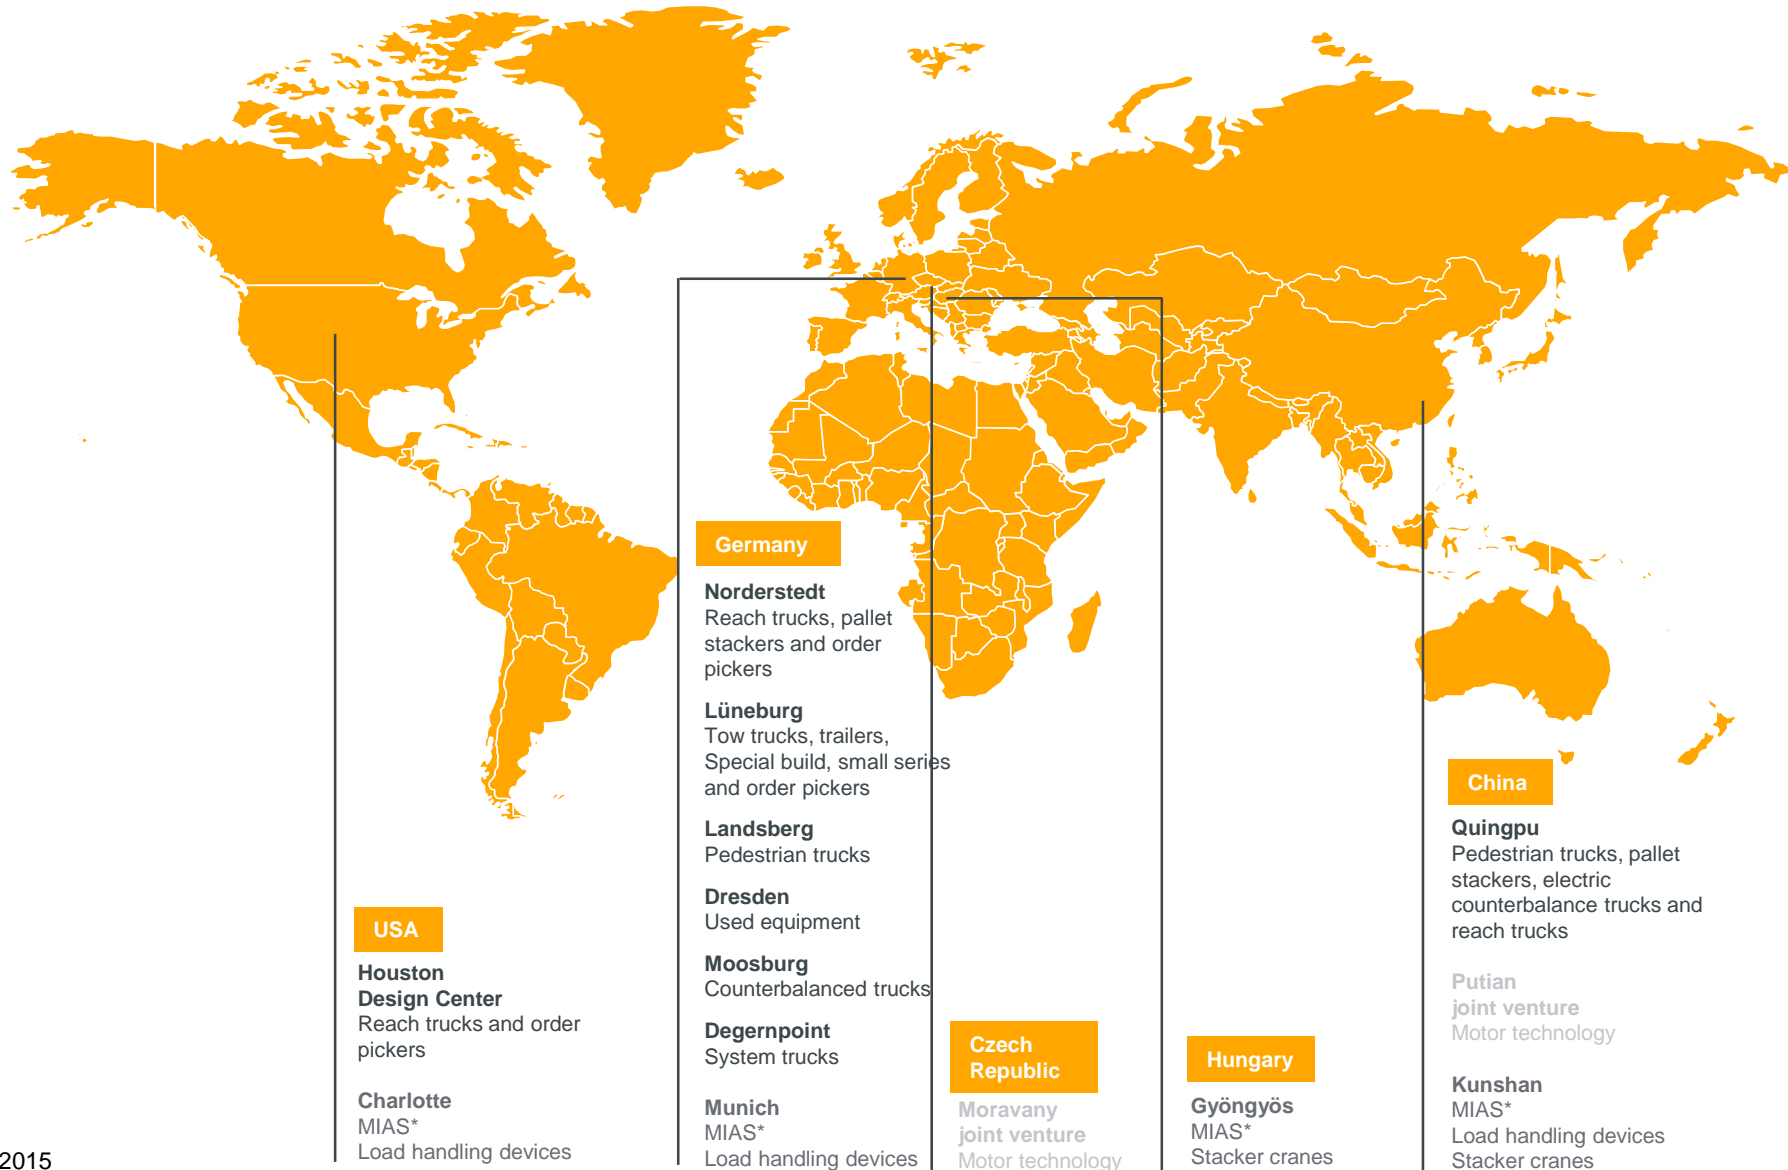 Germany
Norderstedt
Reach trucks, pallet
stackers and order
pickers
Lüneburg
Tow trucks, trailers,
Special build, small series
and order pickers
Landsberg
Pedestrian trucks
Dresden
Used equipment
Moosburg
Counterbalanced trucks
Degernpoint
System trucks
Munich
MIAS*
Load handling devices
USA
Houston
Design Center
Reach trucks and order
pickers
Charlotte
MIAS*
Load handling devices
Czech
Republic
Moravany
joint venture
Motor technology
Hungary
Gyöngyös
MIAS*
Stacker cranes
China
Quingpu
Pedestrian trucks, pallet
stackers, electric
counterbalance trucks and
reach trucks
Putian
joint venture
Motor technology
Kunshan
MIAS*
Load handling devices
Stacker cranes
2015